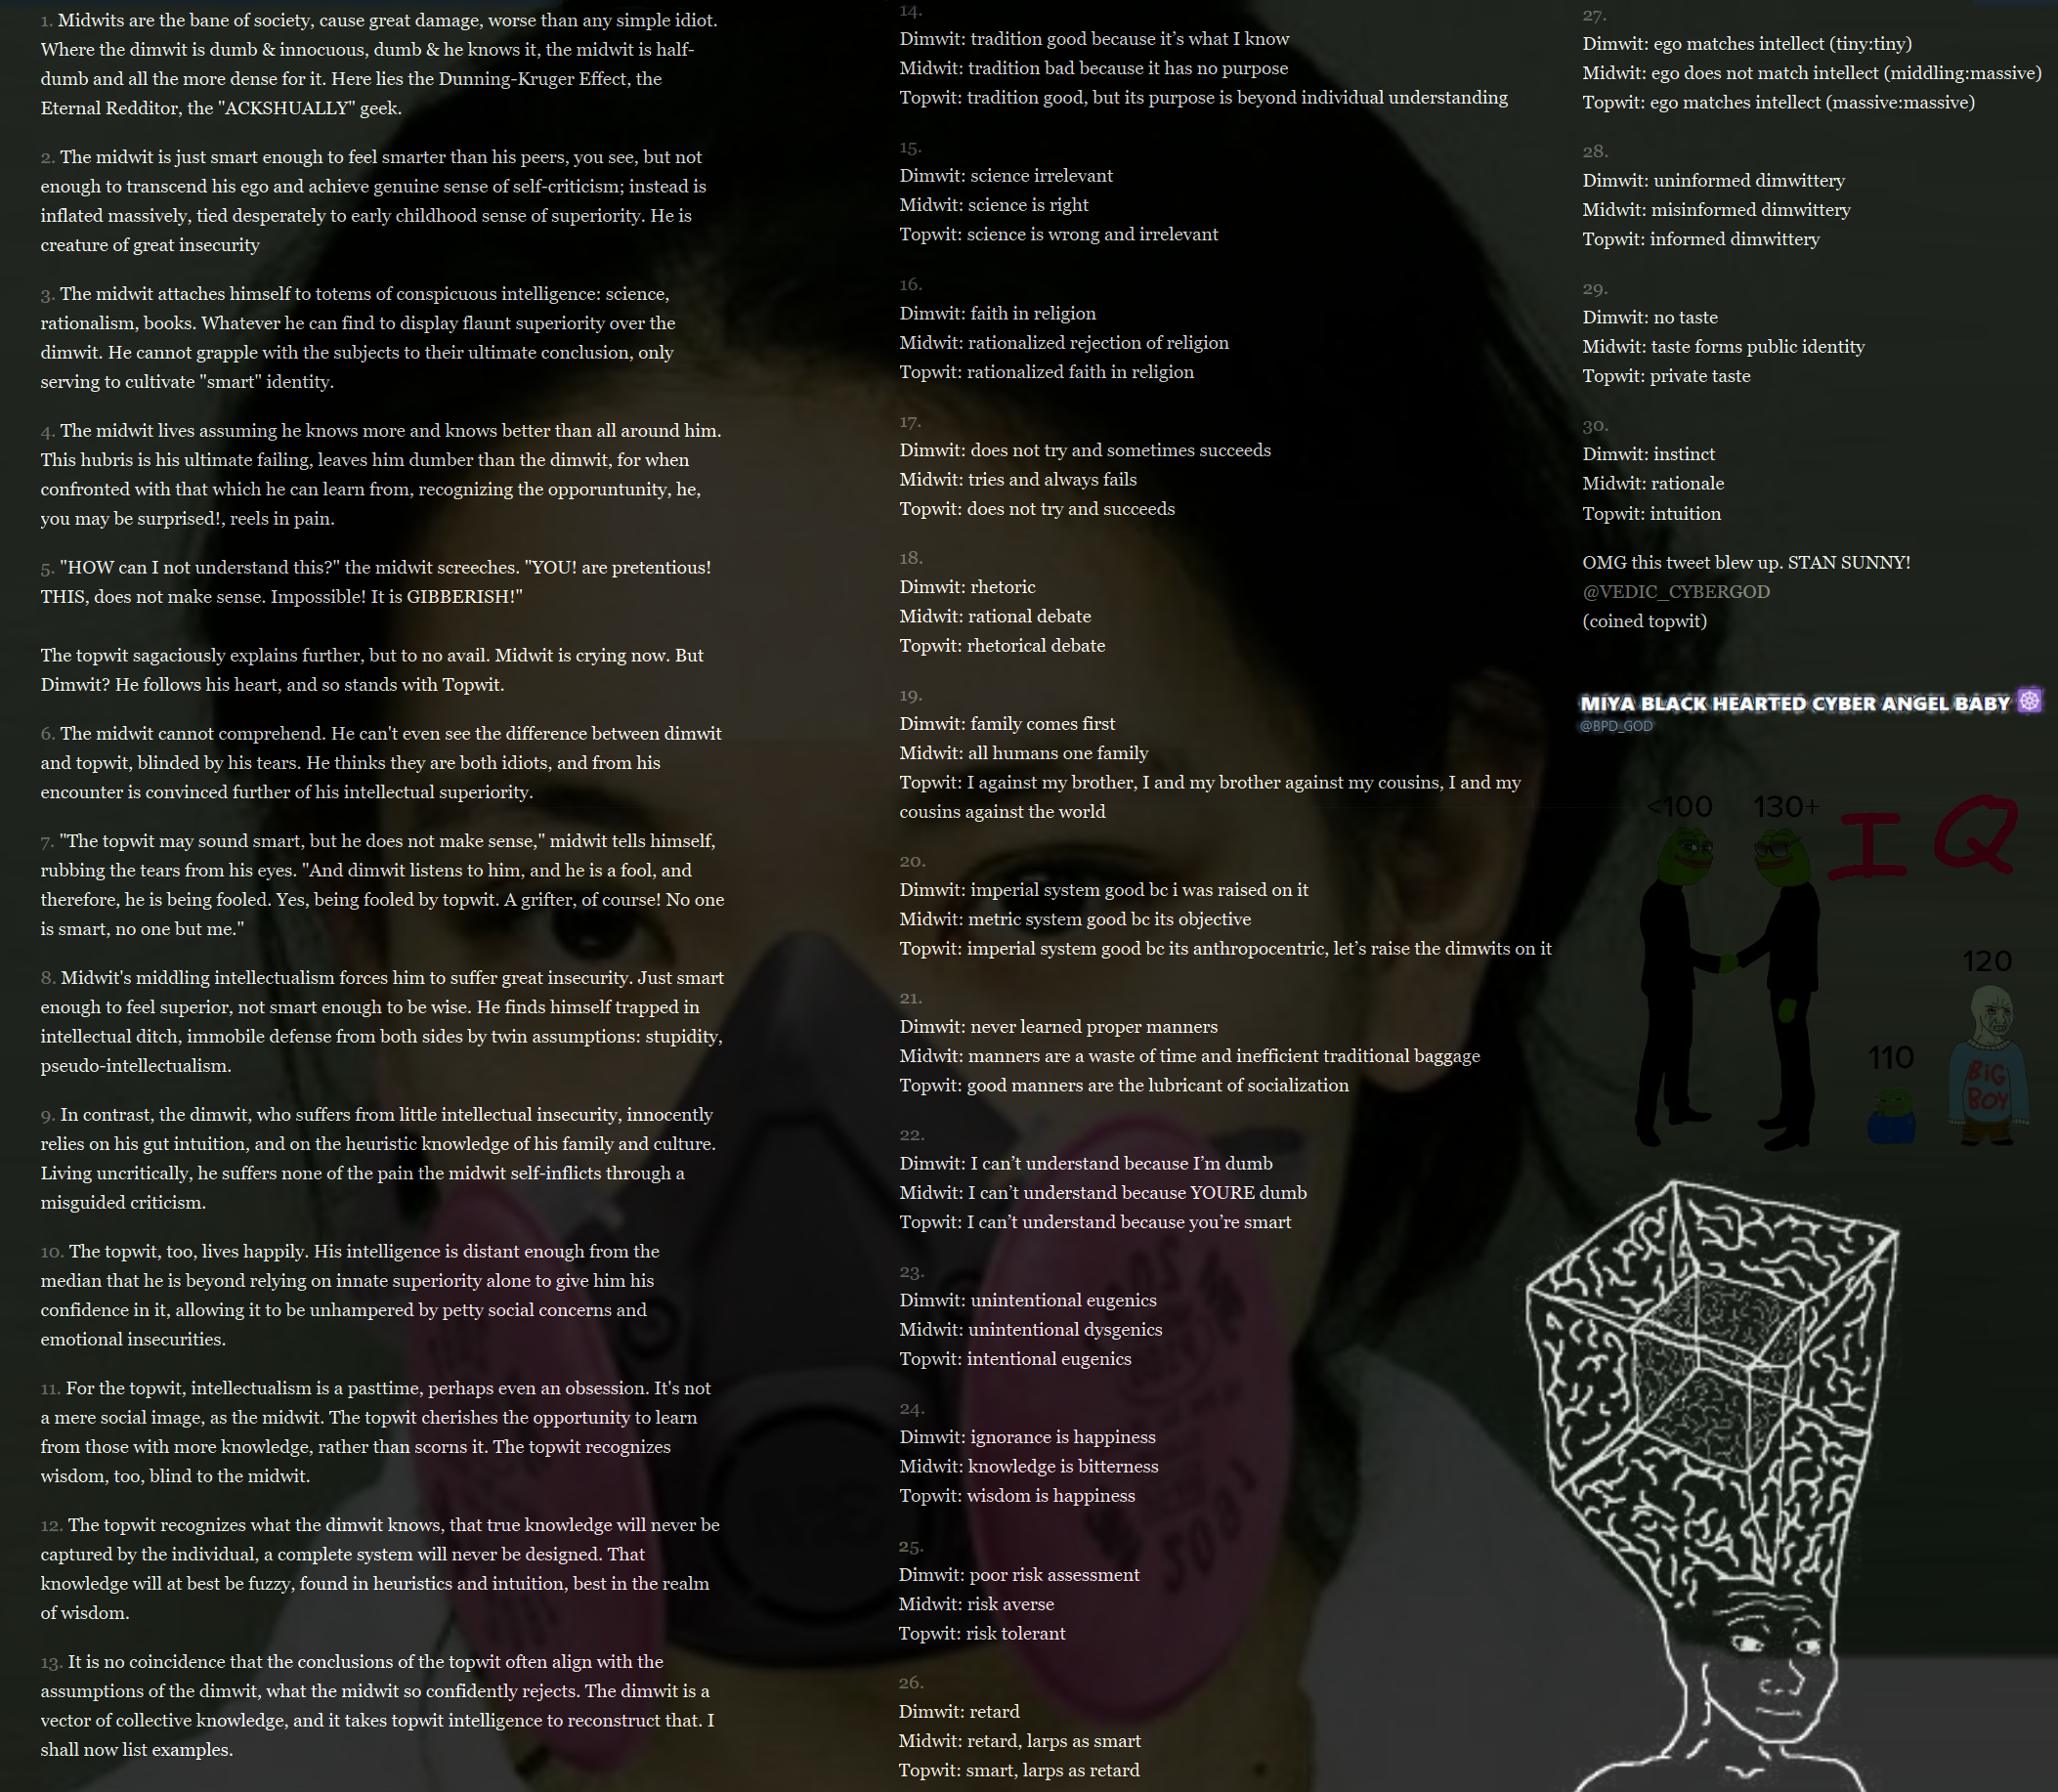 1. Midwits are the bane of society, cause great damage, worse than any simple idiot.
Where the dimwit is dumb & innocuous, dumb & he knows it, the midwit is half-
dumb and all the more dense for it. Here lies the Dunning-Kruger Effect, the
Eternal Redditor, the "ACKSHUALLY" geek.
2. The midwit is just smart enough to feel smarter than his peers, you see, but not
enough to transcend his ego and achieve genuine sense of self-criticism; instead is
inflated massively, tied desperately to early childhood sense of superiority. He is
creature of great insecurity
3. The midwit attaches himself to totems of conspicuous intelligence: science,
rationalism, books. Whatever he can find to display flaunt superiority over the
dimwit. He cannot grapple with the subjects to their ultimate conclusion, only
serving to cultivate "smart" identity.
4. The midwit lives assuming he knows more and knows better than all around him.
This hubris is his ultimate failing, leaves him dumber than the dimwit, for when
confronted with that which he can learn from, recognizing the opporuntunity, he,
you may be surprised!, reels in pain.
5. "HOW can I not understand this?" the midwit screeches. "YOU! are pretentious!
THIS, does not make sense. Impossible! It is GIBBERISH!"
The topwit sagaciously explains further, but to no avail. Midwit is crying now. But
Dimwit? He follows his heart, and so stands with Topwit.
6. The midwit cannot comprehend. He can't even see the difference between dimwit
and topwit, blinded by his tears. He thinks they are both idiots, and from his
encounter is convinced further of his intellectual superiority.
7. "The topwit may sound smart, but he does not make sense," midwit tells himself,
rubbing the tears from his eyes. "And dimwit listens to him, and he is a fool, and
therefore, he is being fooled. Yes, being fooled by topwit. A grifter, of course! No one
is smart, no one but me."
8. Midwit's middling intellectualism forces him to suffer great insecurity. Just smart
enough to feel superior, not smart enough to be wise. He finds himself trapped in
intellectual ditch, immobile defense from both sides by twin assumptions: stupidity,
pseudo-intellectualism.
9. In contrast, the dimwit, who suffers from little intellectual insecurity, innocently
relies on his gut intuition, and on the heuristic knowledge of his family and culture.
Living uncritically, he suffers none of the pain the midwit self-inflicts through a
misguided criticism.
10. The topwit, too, lives happily. His intelligence is distant enough from the
median that he is beyond relying on innate superiority alone to give him his
confidence in it, allowing it to be unhampered by petty social concerns and
emotional insecurities.
11. For the topwit, intellectualism is a pasttime, perhaps even an obsession. It's not
a mere social image, as the midwit. The topwit cherishes the opportunity to learn
from those with more knowledge, rather than scorns it. The topwit recognizes
wisdom, too, blind to the midwit.
12. The topwit recognizes what the dimwit knows, that true knowledge will never be
captured by the individual, a complete system will never be designed. That
knowledge will at best be fuzzy, found in heuristics and intuition, best in the realm
of wisdom.
13. It is no coincidence that the conclusions of the topwit often align with the
assumptions of the dimwit, what the midwit so confidently rejects. The dimwit is a
vector of collective knowledge, and it takes topwit intelligence to reconstruct that. I
shall now list examples.
14.
Dimwit: tradition good because it’s what I know
Midwit: tradition bad because it has no purpose
Topwit: tradition good, but its purpose is beyond individual understanding
15.
Dimwit: science irrelevant
Midwit: science is right
Topwit: science is wrong and irrelevant
16.
Dimwit: faith in religion
Midwit: rationalized rejection of religion
Topwit: rationalized faith in religion
17.
Dimwit: does not try and sometimes succeeds
Midwit: tries and always fails
Topwit: does not try and succeeds
18.
Dimwit: rhetoric
Midwit: rational debate
Topwit: rhetorical debate
19.
Dimwit: family comes first
Midwit: all humans one family
Topwit: I against my brother, I and my brother against my cousins, I and my
cousins against the world
20.
Dimwit: imperial system good bc i was raised on it
Midwit: metric system good bc its objective
Topwit: imperial system good bc its anthropocentric, let’s raise the dimwits on it
21.
Dimwit: never learned proper manners
Midwit: manners are a waste of time and inefficient traditional baggage
Topwit: good manners are the lubricant of socialization
22.
Dimwit: I can’t understand because I’m dumb
Midwit: I can’t understand because YOURE dumb
Topwit: I can’t understand because you’re smart
23.
Dimwit: unintentional eugenics
Midwit: unintentional dysgenics
Topwit: intentional eugenics
24.
Dimwit: ignorance is happiness
Midwit: knowledge is bitterness
Topwit: wisdom is happiness
25.
Dimwit: poor risk assessment
Midwit: risk averse
Topwit: risk tolerant
26.
Dimwit: retard
Midwit: retard, larps as smart
Topwit: smart, larps as retard
27.
Dimwit: ego matches intellect (tiny:tiny)
Midwit: ego does not match intellect (middling:massive)
Topwit: ego matches intellect (massive:massive)
28.
Dimwit: uninformed dimwittery
Midwit: misinformed dimwittery
Topwit: informed dimwittery
29.
Dimwit: no taste
Midwit: taste forms public identity
Topwit: private taste
30.
Dimwit: instinct
Midwit: rationale
Topwit: intuition
OMG this tweet blew up. STAN SUNNY!
@VEDIC_CYBERGOD
(coined topwit)
MIYA BLACK HEARTED CYBER ANGEL BABY
@BPD_GOD
<100 130+ IQ
120
110
BiG
BOY